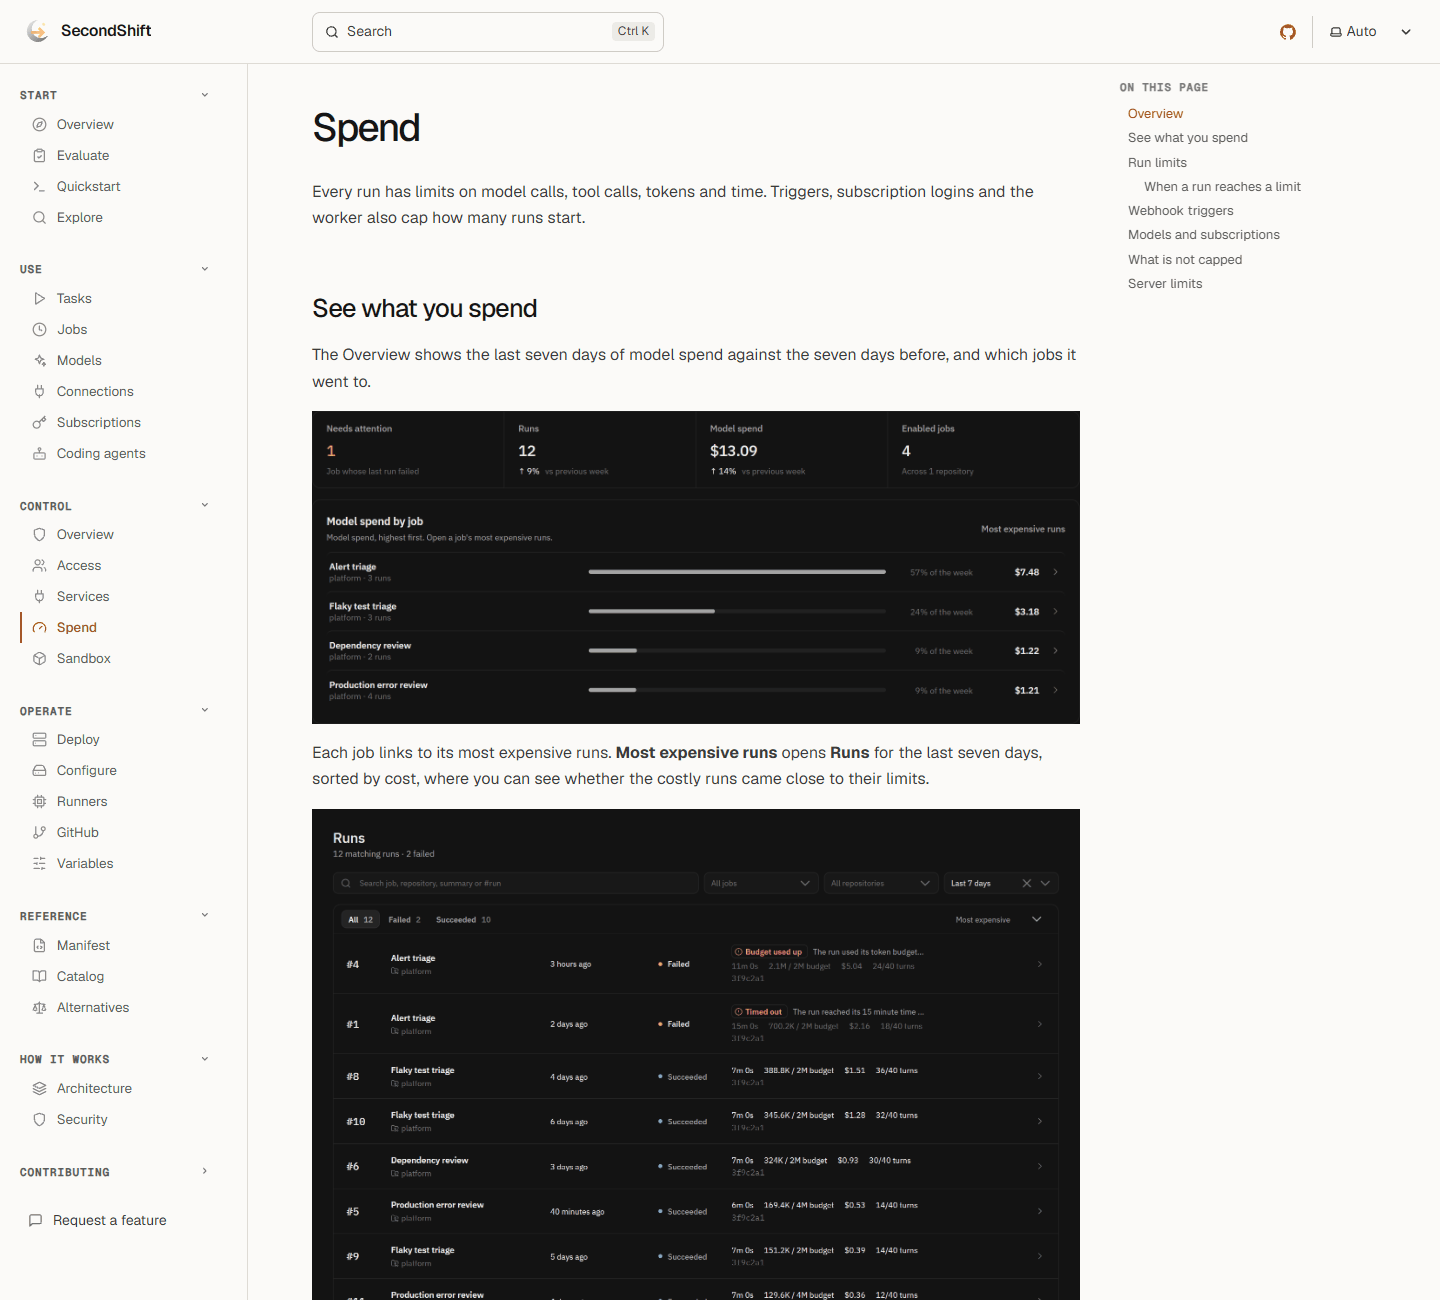 SecondShift
Search
Ctrl K
Auto
START
Overview
Evaluate
Quickstart
Explore
USE
Tasks
Jobs
Models
Connections
Subscriptions
Coding agents
CONTROL
Overview
Access
Services
Spend
Sandbox
OPERATE
Deploy
Configure
Runners
GitHub
Variables
REFERENCE
Manifest
Catalog
Alternatives
HOW IT WORKS
Architecture
Security
CONTRIBUTING
Request a feature
Spend
Every run has limits on model calls, tool calls, tokens and time. Triggers, subscription logins and the
worker also cap how many runs start.
See what you spend
The Overview shows the last seven days of model spend against the seven days before, and which jobs it
went to.
Needs attention
1
Job whose last run failed
Runs
12
↑ 9% vs previous week
Model spend
$13.09
↑ 14% vs previous week
Enabled jobs
4
Across 1 repository
Model spend by job
Model spend, highest first. Open a job's most expensive runs.
Most expensive runs
Alert triage
platform · 3 runs
57% of the week
$7.48
Flaky test triage
platform · 3 runs
24% of the week
$3.18
Dependency review
platform · 2 runs
9% of the week
$1.22
Production error review
platform · 4 runs
9% of the week
$1.21
Each job links to its most expensive runs. Most expensive runs opens Runs for the last seven days,
sorted by cost, where you can see whether the costly runs came close to their limits.
Runs
12 matching runs · 2 failed
Search job, repository, summary or #run
All jobs
All repositories
Last 7 days
All 12
Failed 2
Succeeded 10
Most expensive
#4
Alert triage
platform
3 hours ago
Failed
Budget used up The run used its token budget...
11m 0s 2.1M / 2M budget $5.04 24/40 turns
3f9c2a1
#1
Alert triage
platform
2 days ago
Failed
Timed out The run reached its 15 minute time ...
15m 0s 700.2K / 2M budget $2.16 18/40 turns
3f9c2a1
#8
Flaky test triage
platform
4 days ago
Succeeded
7m 0s 388.8K / 2M budget $1.51 36/40 turns
3f9c2a1
#10
Flaky test triage
platform
6 days ago
Succeeded
7m 0s 345.6K / 2M budget $1.28 32/40 turns
3f9c2a1
#6
Dependency review
platform
3 days ago
Succeeded
7m 0s 324K / 2M budget $0.93 30/40 turns
3f9c2a1
#5
Production error review
platform
40 minutes ago
Succeeded
6m 0s 169.4K / 4M budget $0.53 14/40 turns
3f9c2a1
#9
Flaky test triage
platform
5 days ago
Succeeded
7m 0s 151.2K / 2M budget $0.39 14/40 turns
3f9c2a1
Production error review
7m 0s 129.6K / 4M budget $0.36 12/40 turns
ON THIS PAGE
Overview
See what you spend
Run limits
When a run reaches a limit
Webhook triggers
Models and subscriptions
What is not capped
Server limits